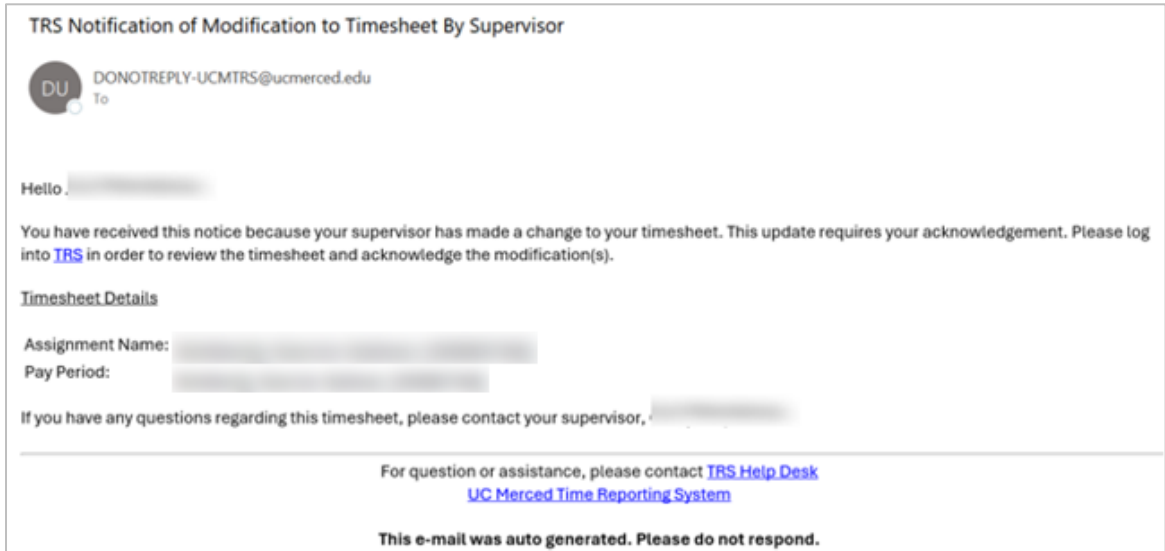 TRS Notification of Modification to Timesheet By Supervisor
DU
DONOTREPLY-UCMTRS@ucmerced.edu
To
Hello
You have received this notice because your supervisor has made a change to your timesheet. This update requires your acknowledgement. Please log
into TRS in order to review the timesheet and acknowledge the modification(s).
Timesheet Details
Assignment Name:
Pay Period:
If you have any questions regarding this timesheet, please contact your supervisor,
For question or assistance, please contact TRS Help Desk
UC Merced Time Reporting System
This e-mail was auto generated. Please do not respond.